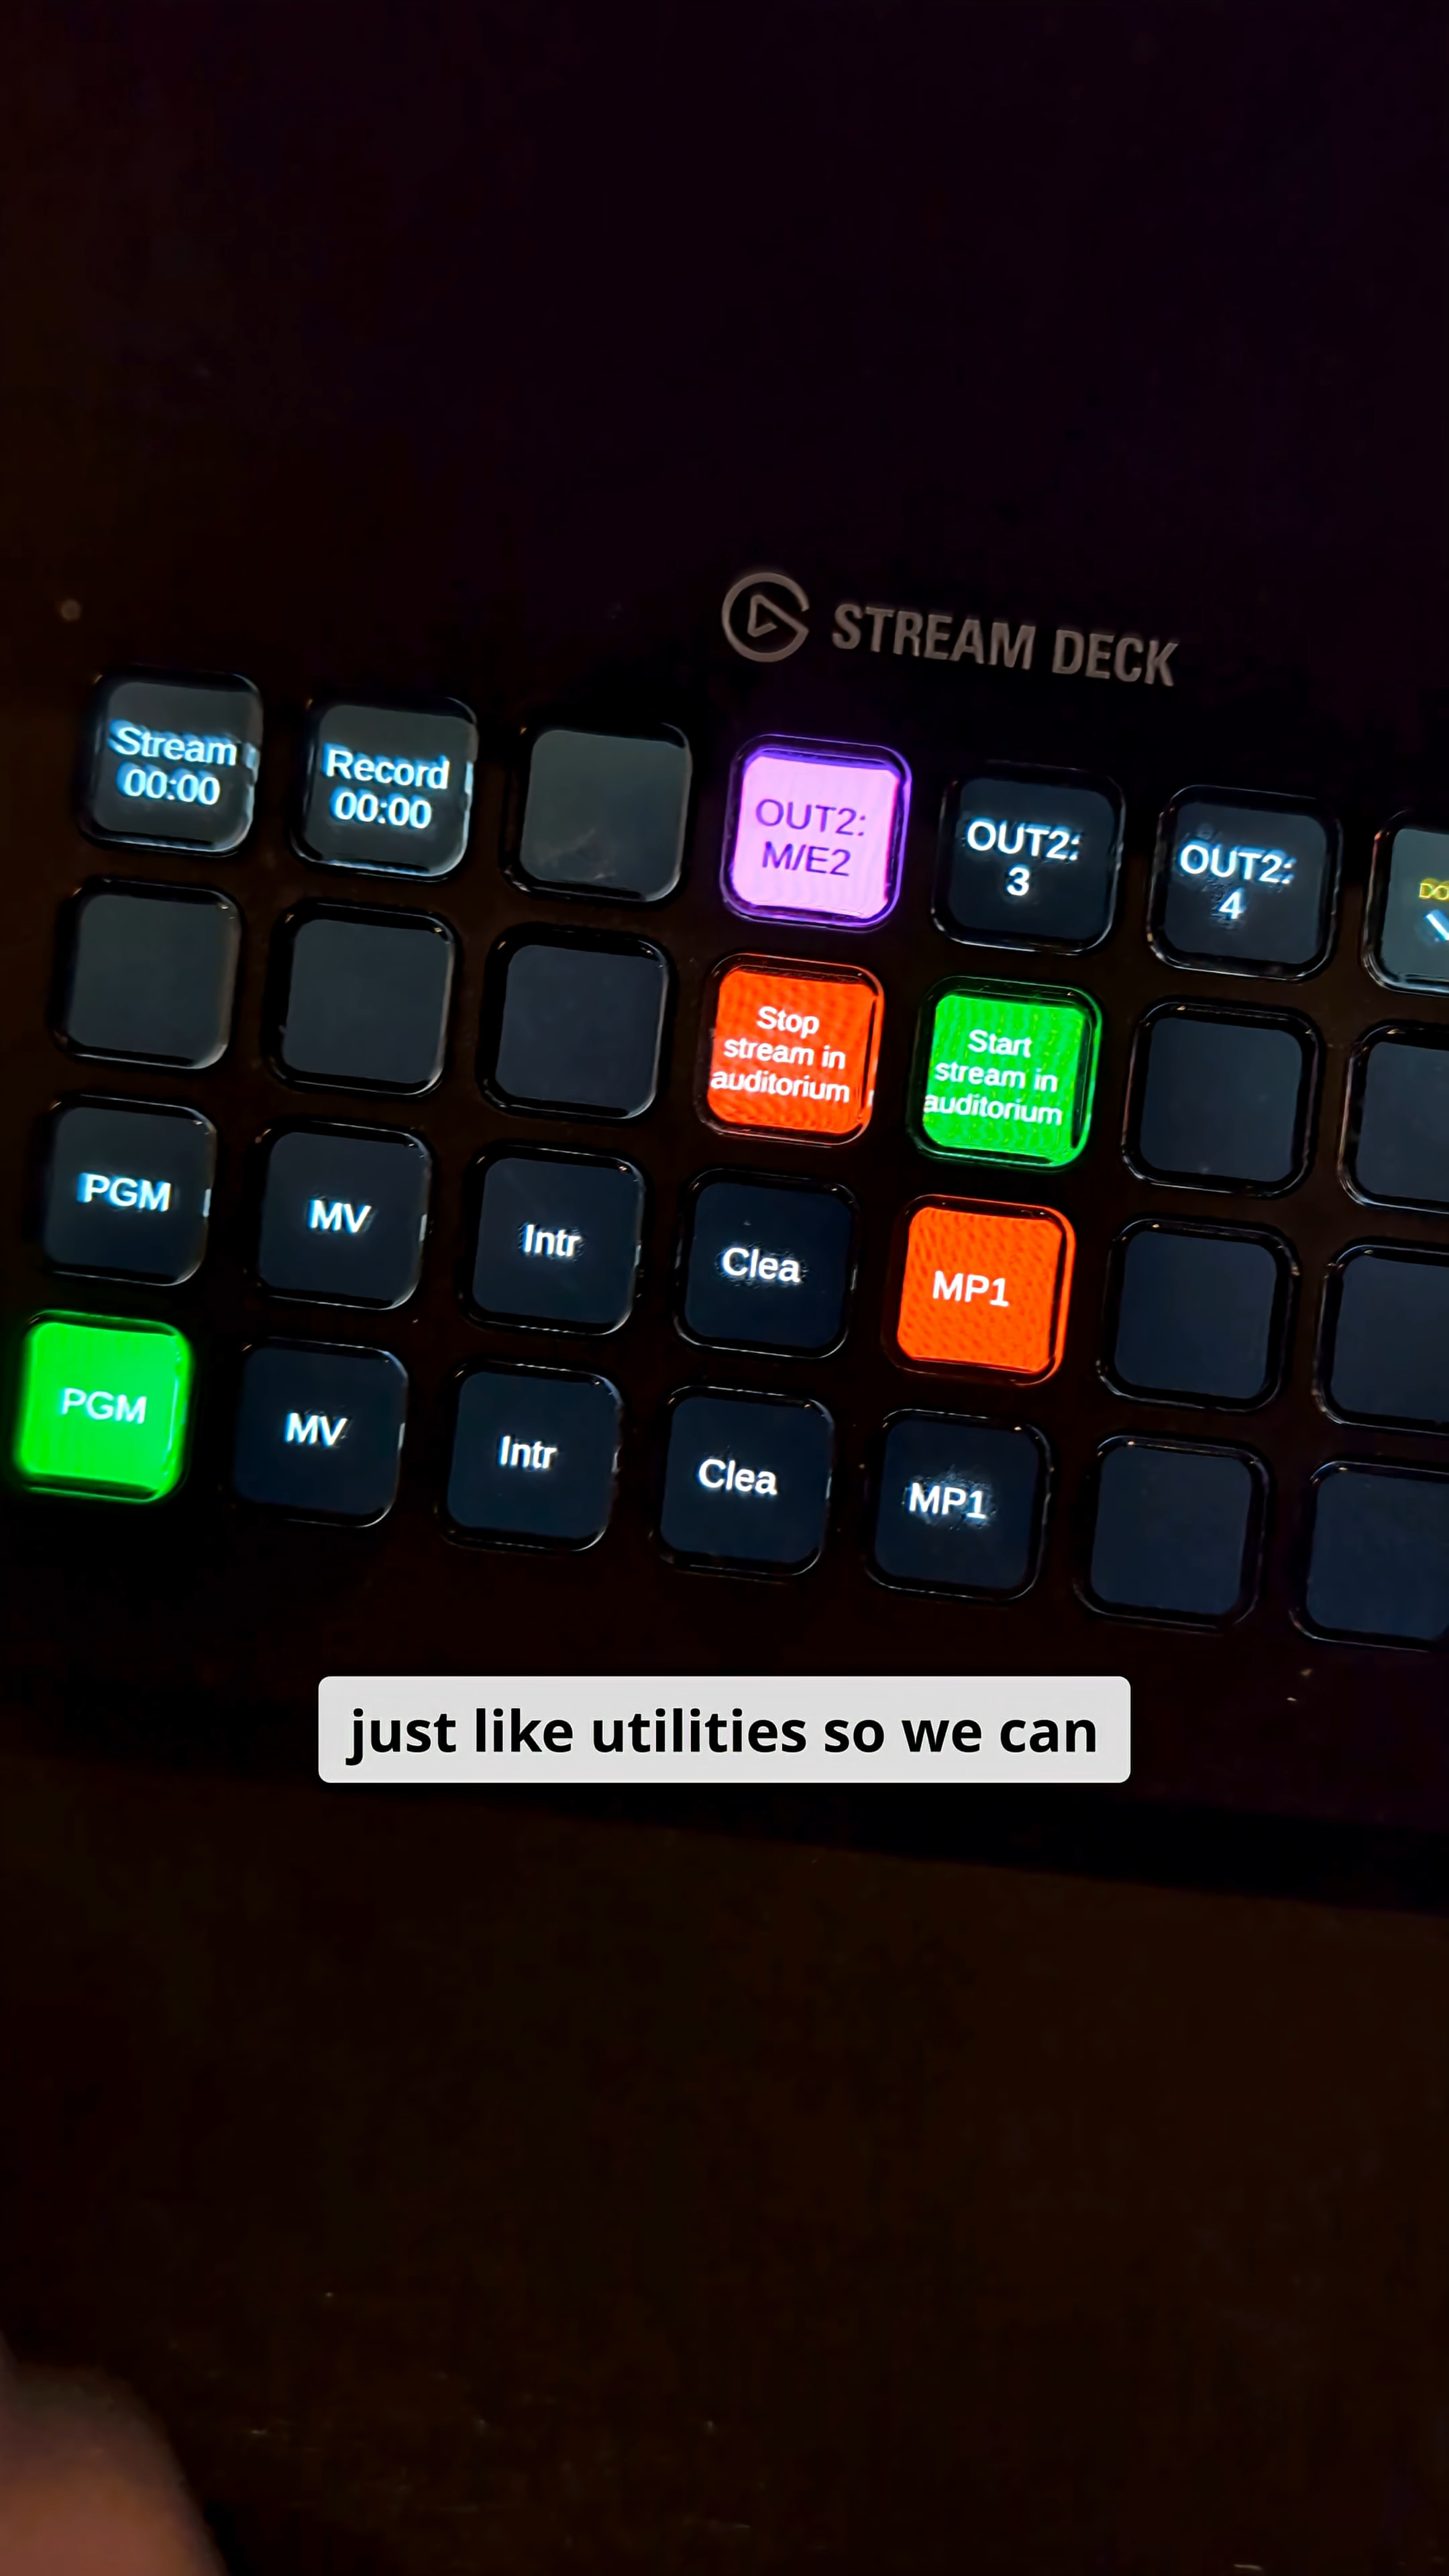 STREAM DECK
Stream
00:00
Record
00:00
OUT2:
M/E2
OUT2:
3
OUT2:
4
DO
Stop
stream in
auditorium
Start
stream in
auditorium
PGM
MV
Intr
Clea
MP1
PGM
MV
Intr
Clea
MP1
just like utilities so we can